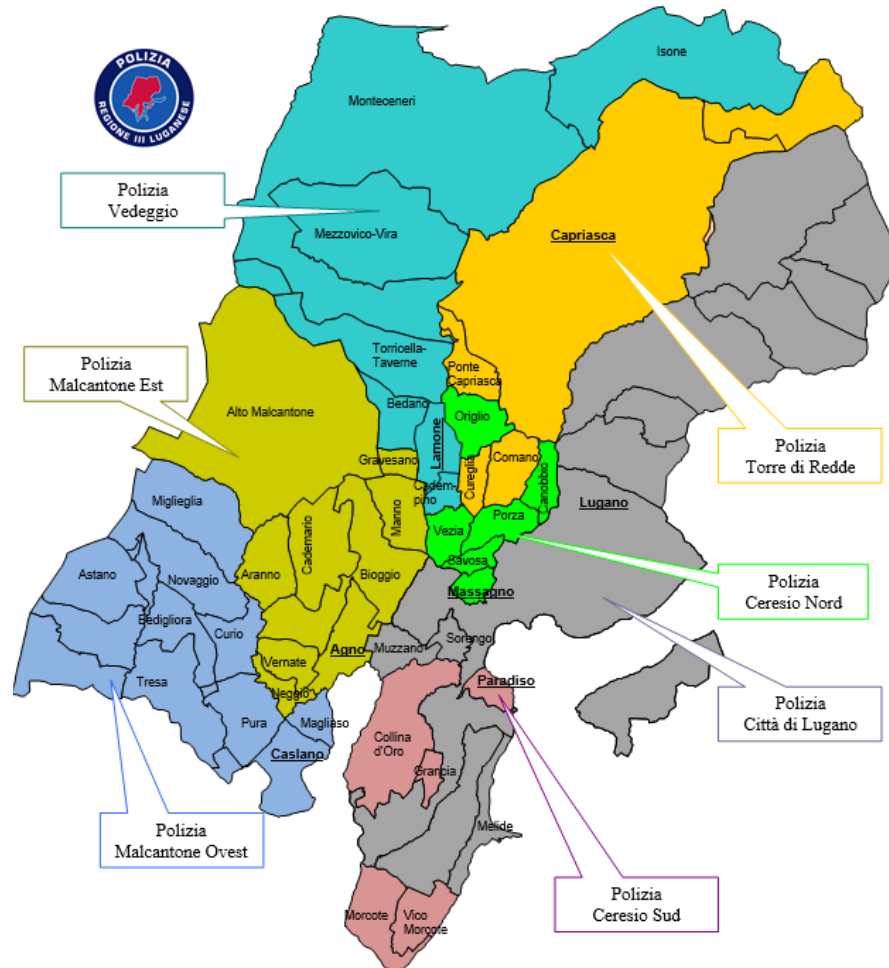 POLIZIA
REGIONE III LUGANESE
Isone
Monteceneri
Polizia
Vedeggio
Mezzovico-Vira
Capriasca
Polizia
Malcantone Est
Torricella-
Taverne
Ponte
Capriasca
Alto Malcantone
Bedano
Origlio
Lamone
Polizia
Torre di Redde
Gravesano
Comano
Cureglia
Canobbio
Cadem-
pino
Miglieglia
Manno
Lugano
Vezia
Porza
Cademario
Savosa
Astano
Novaggio
Aranno
Bioggio
Massagno
Polizia
Ceresio Nord
Bedigliora
Curio
Agno
Muzzano
Sorengo
Vernate
Tresa
Neggio
Paradiso
Polizia
Città di Lugano
Pura
Magliaso
Caslano
Collina
d'Oro
Grancia
Polizia
Malcantone Ovest
Melide
Polizia
Ceresio Sud
Morcote
Vico
Morcote